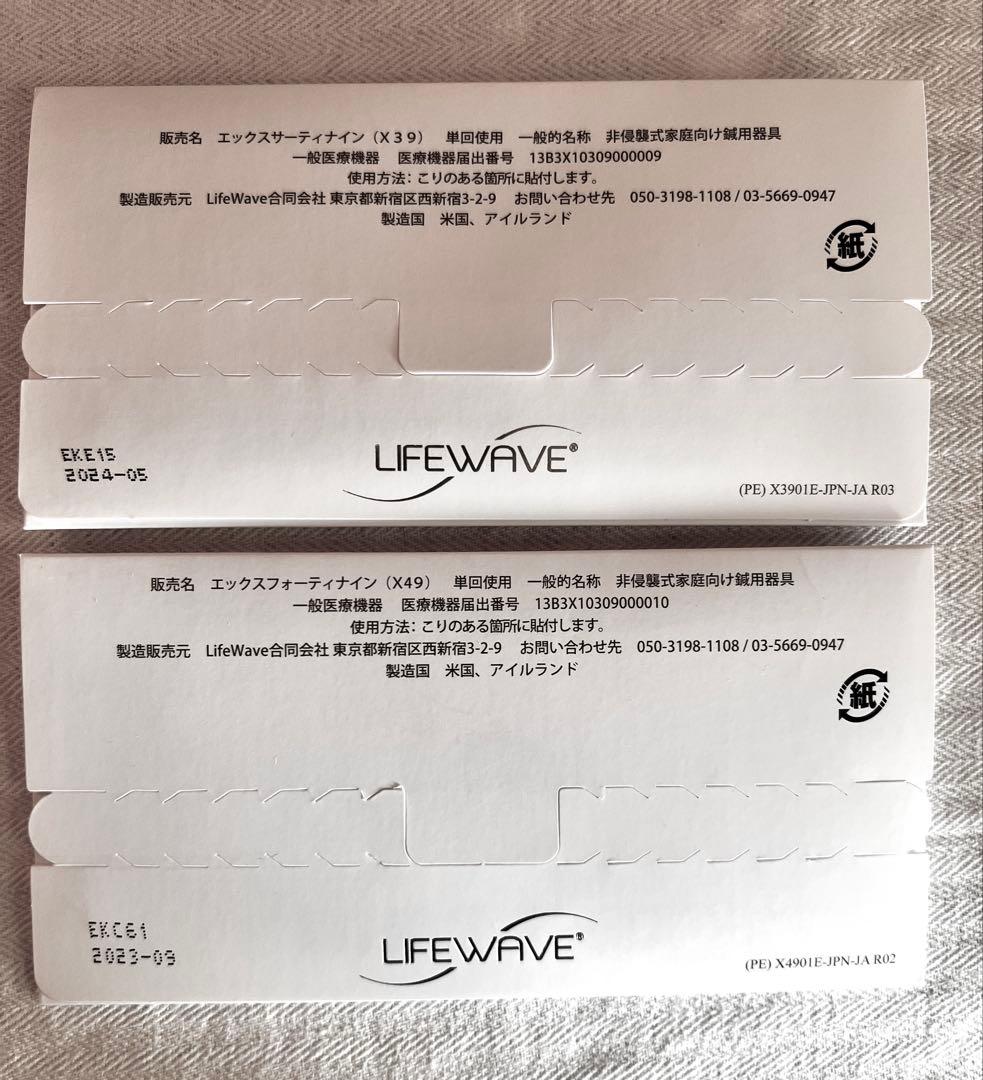 販売名　エックスサーティナイン（X39）　単回使用　一般的名称　非侵襲式家庭向け鍼用器具
一般医療機器　医療機器届出番号　13B3X10309000009
使用方法：こりのある箇所に貼付します。
製造販売元　LifeWave合同会社 東京都新宿区西新宿3-2-9　お問い合わせ先　050-3198-1108 / 03-5669-0947
製造国　米国、アイルランド
紙
EKE15
2024-05
LIFEWAVE®
(PE) X3901E-JPN-JA R03
販売名　エックスフォーティナイン（X49）　単回使用　一般的名称　非侵襲式家庭向け鍼用器具
一般医療機器　医療機器届出番号　13B3X10309000010
使用方法：こりのある箇所に貼付します。
製造販売元　LifeWave合同会社 東京都新宿区西新宿3-2-9　お問い合わせ先　050-3198-1108 / 03-5669-0947
製造国　米国、アイルランド
紙
EKC61
2023-09
LIFEWAVE®
(PE) X4901E-JPN-JA R02